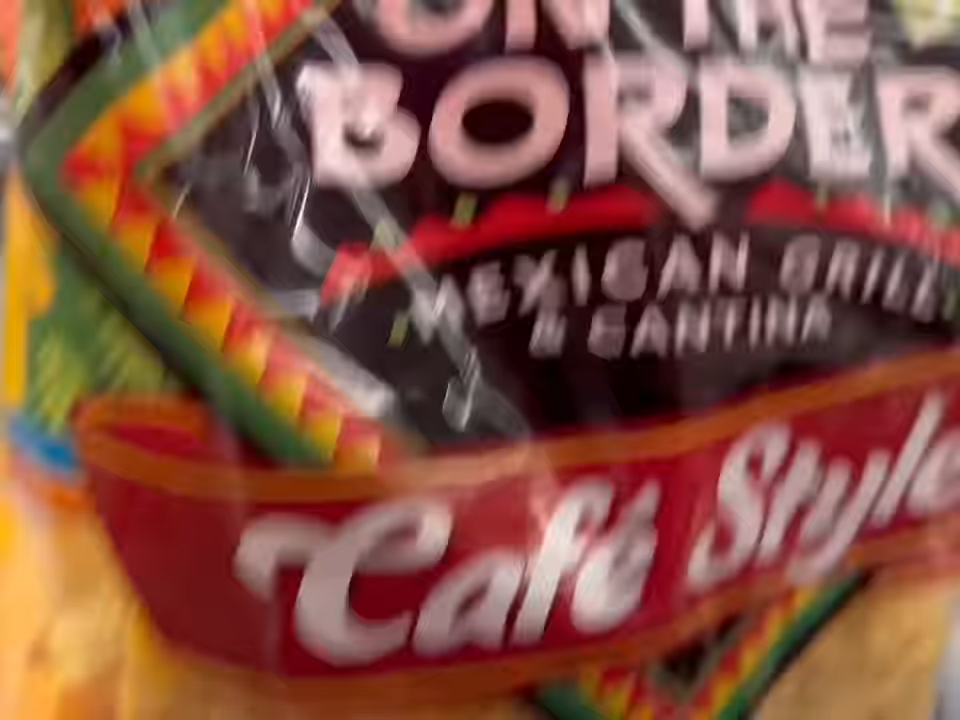 ON THE
BORDER
MEXICAN GRILL
& CANTINA
Café Style